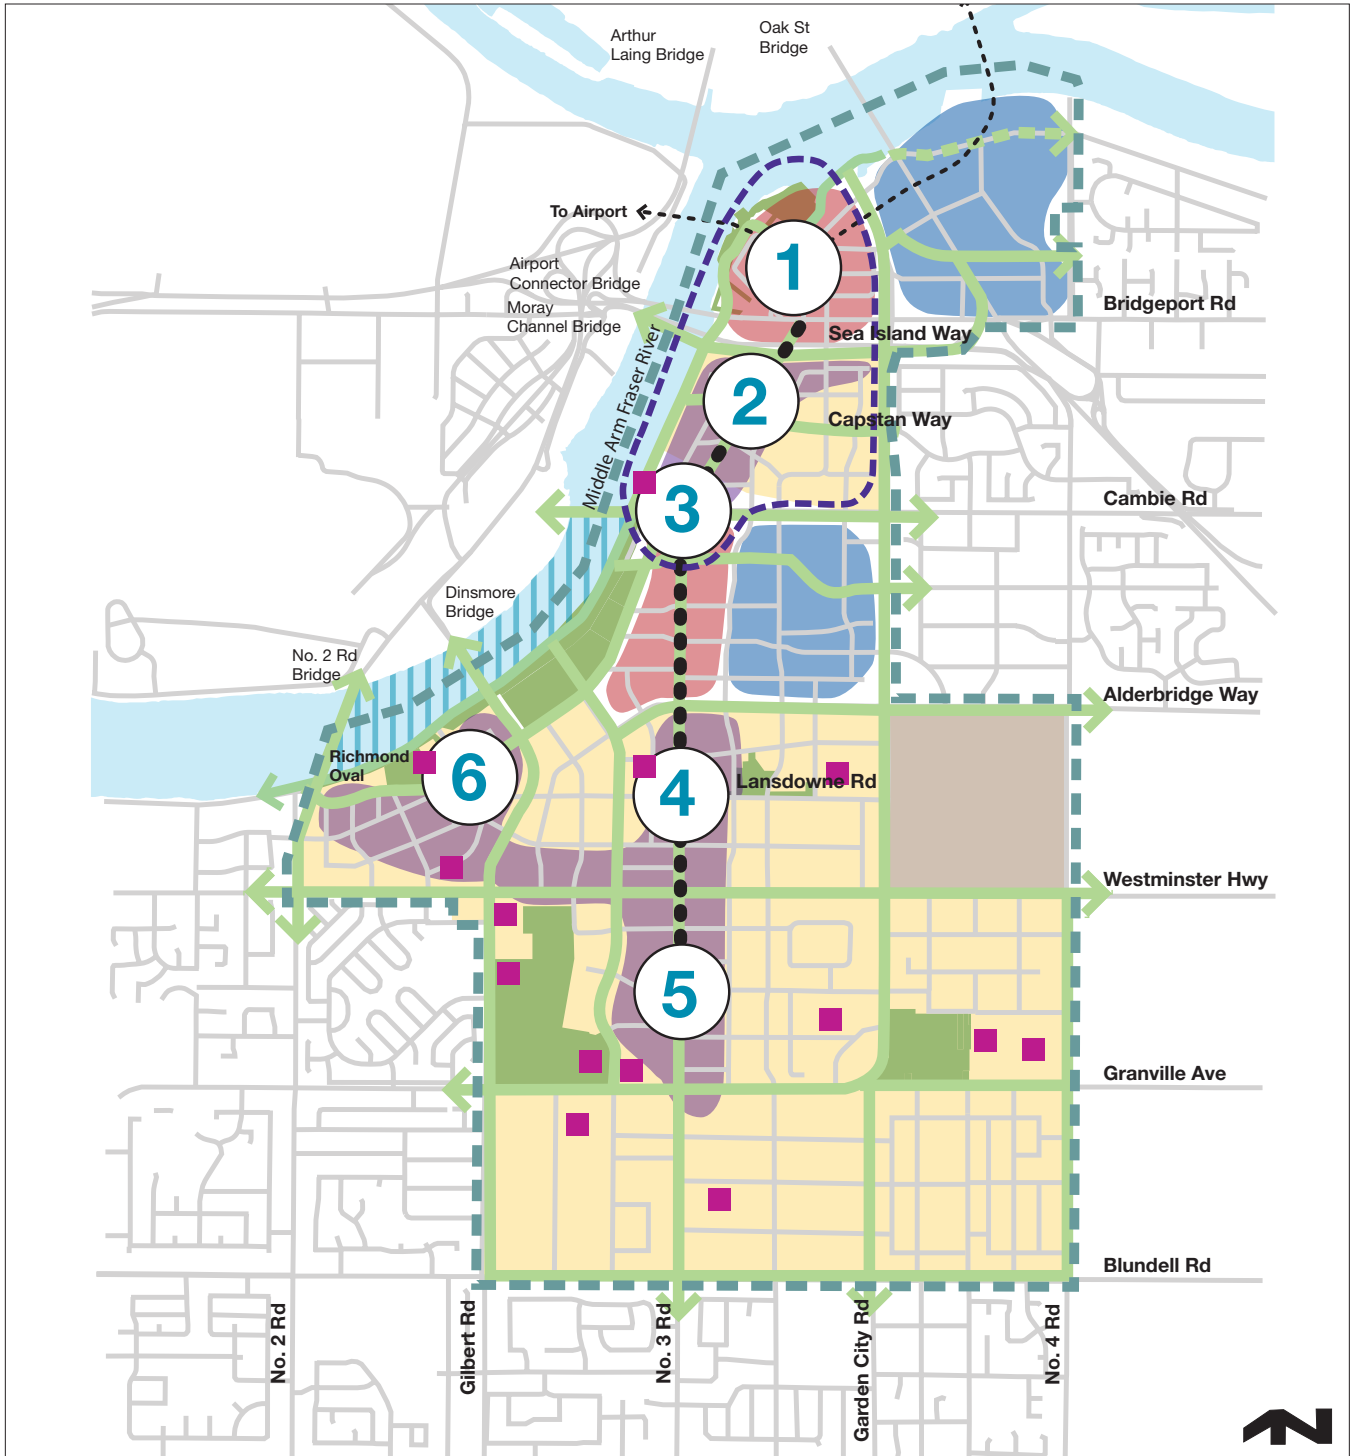 Arthur
Laing Bridge
Oak St
Bridge
To Airport
Airport
Connector Bridge
Moray
Channel Bridge
1
Bridgeport Rd
Sea Island Way
2
Capstan Way
Middle Arm Fraser River
3
Cambie Rd
Dinsmore
Bridge
No. 2 Rd
Bridge
Alderbridge Way
Richmond
Oval
6
4
Lansdowne Rd
Westminster Hwy
5
Granville Ave
Blundell Rd
No. 2 Rd
Gilbert Rd
No. 3 Rd
Garden City Rd
No. 4 Rd
N